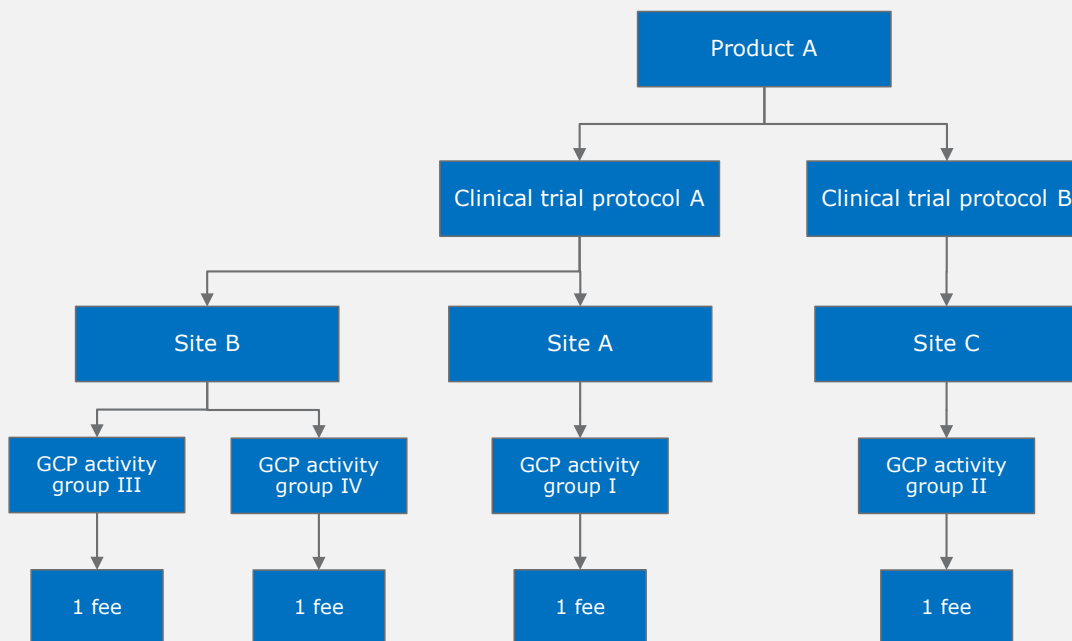 Product A
Clinical trial protocol A
Clinical trial protocol B
Site B
Site A
Site C
GCP activity
group III
GCP activity
group IV
GCP activity
group I
GCP activity
group II
1 fee
1 fee
1 fee
1 fee